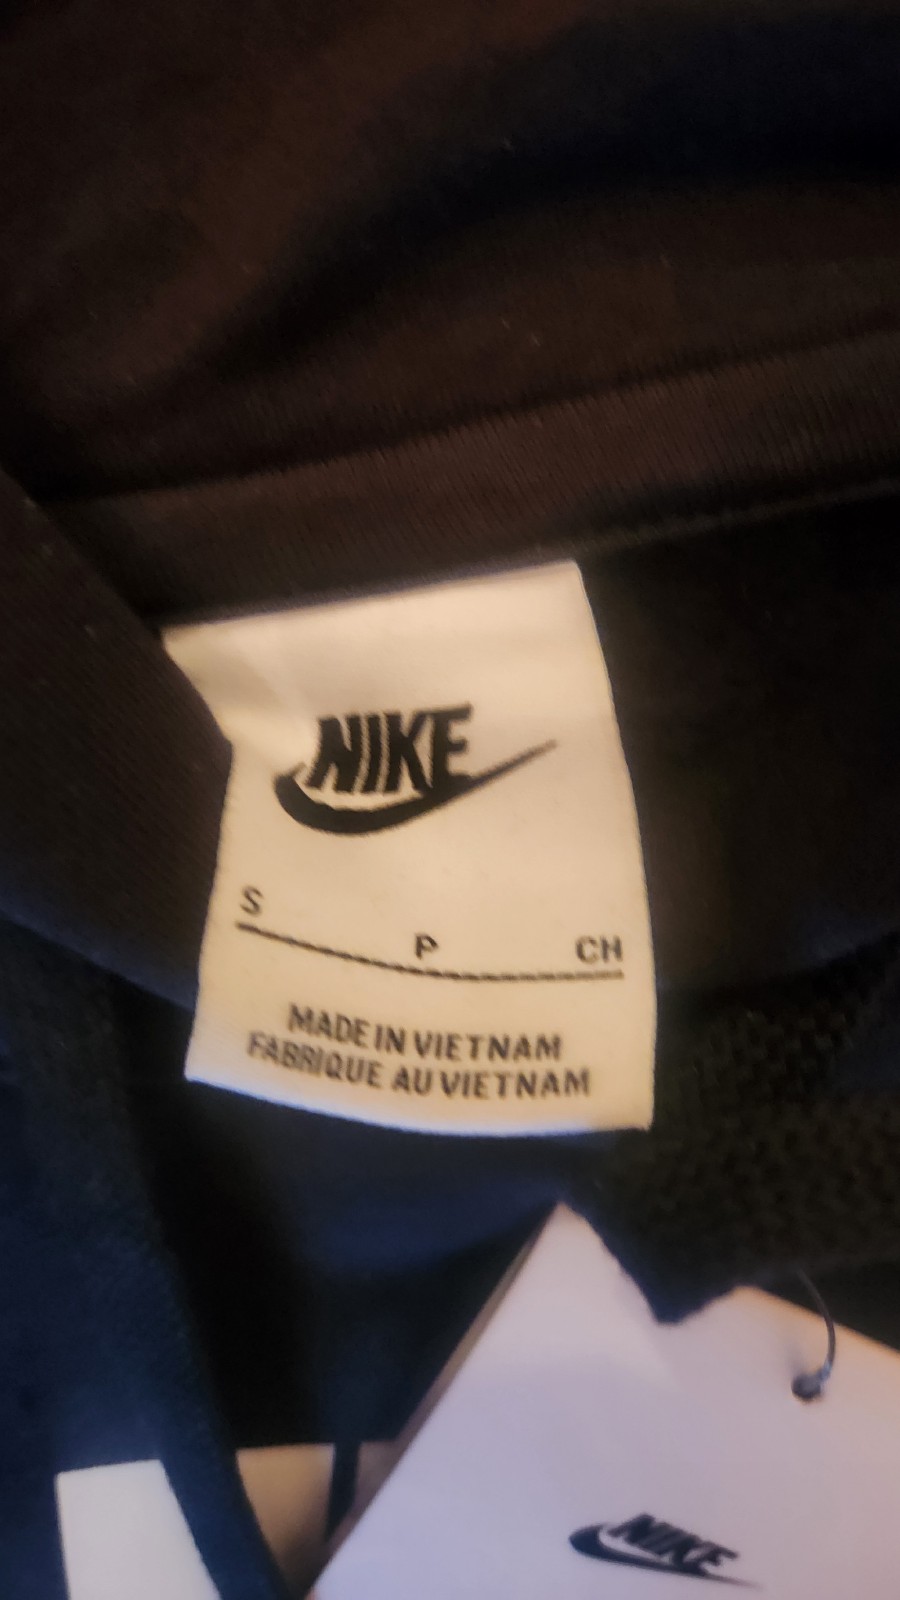 NIKE
S P CH
MADE IN VIETNAM
FABRIQUE AU VIETNAM
NIKE